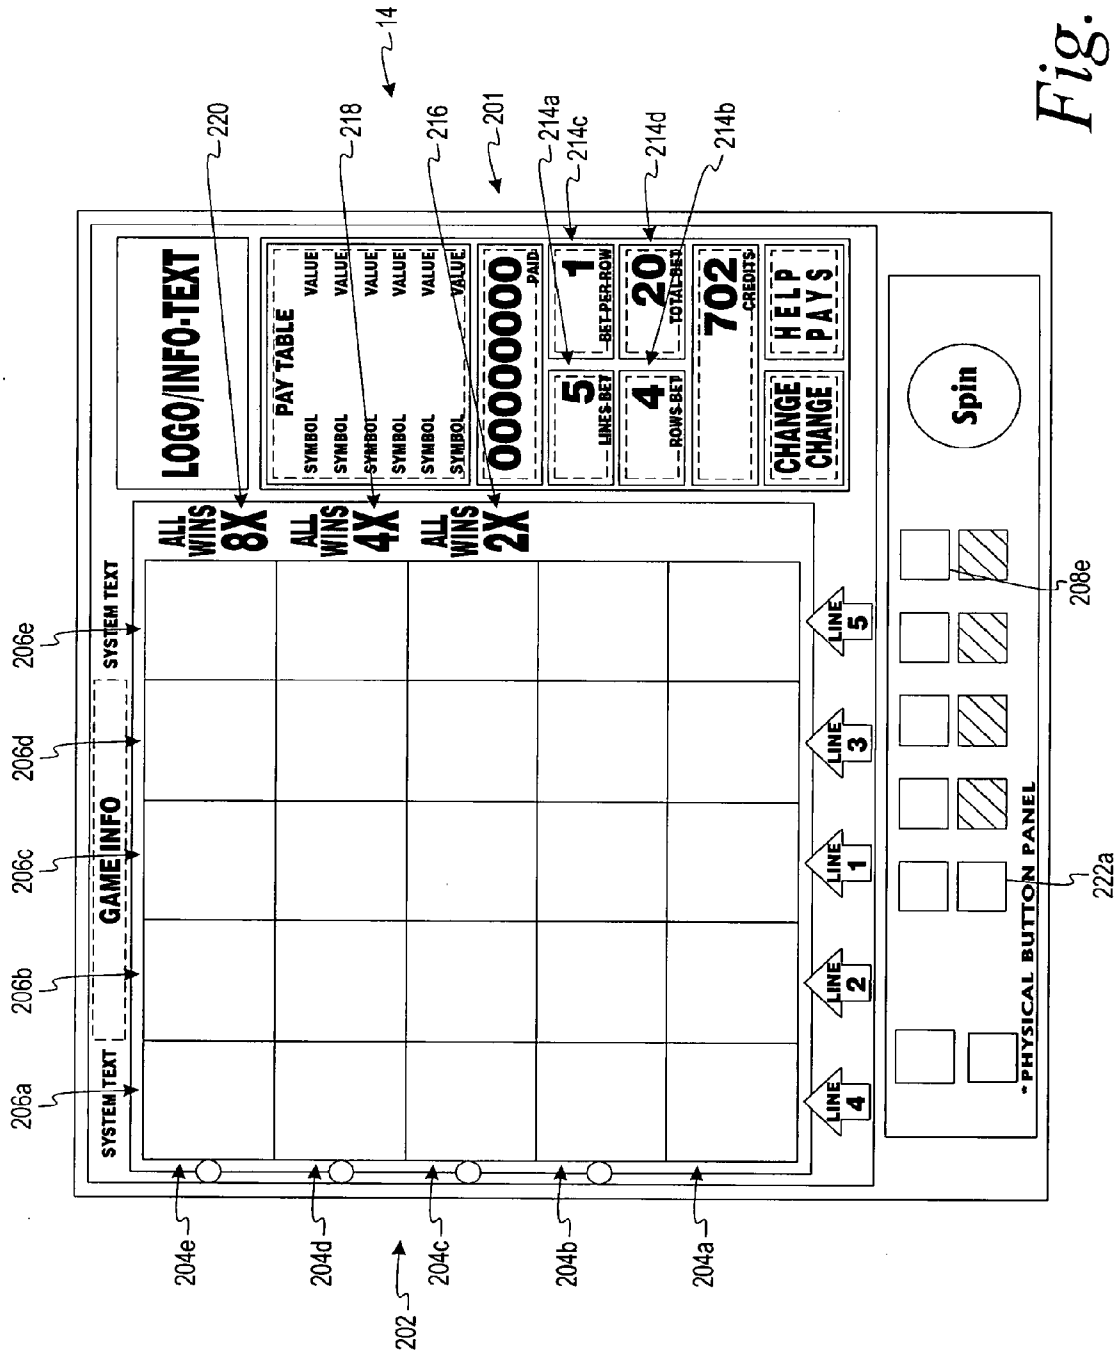 206a
206b
206c
206d
206e
220
218
216
14
SYSTEM TEXT
GAME INFO
SYSTEM TEXT
LOGO/INFO-TEXT
ALL
WINS
8X
ALL
WINS
4X
ALL
WINS
2X
PAY TABLE
SYMBOL VALUE
SYMBOL VALUE
SYMBOL VALUE
SYMBOL VALUE
SYMBOL VALUE
SYMBOL VALUE
00000000
PAID
5
LINES-BET
1
BET-PER-ROW
4
ROWS-BET
20
TOTAL-BET
702
CREDITS
CHANGE
CHANGE
HELP
PAYS
201
214a
214c
214d
214b
204e
204d
204c
204b
204a
202
LINE
4
LINE
2
LINE
1
LINE
3
LINE
5
Spin
208e
222a
*PHYSICAL BUTTON PANEL
Fig.